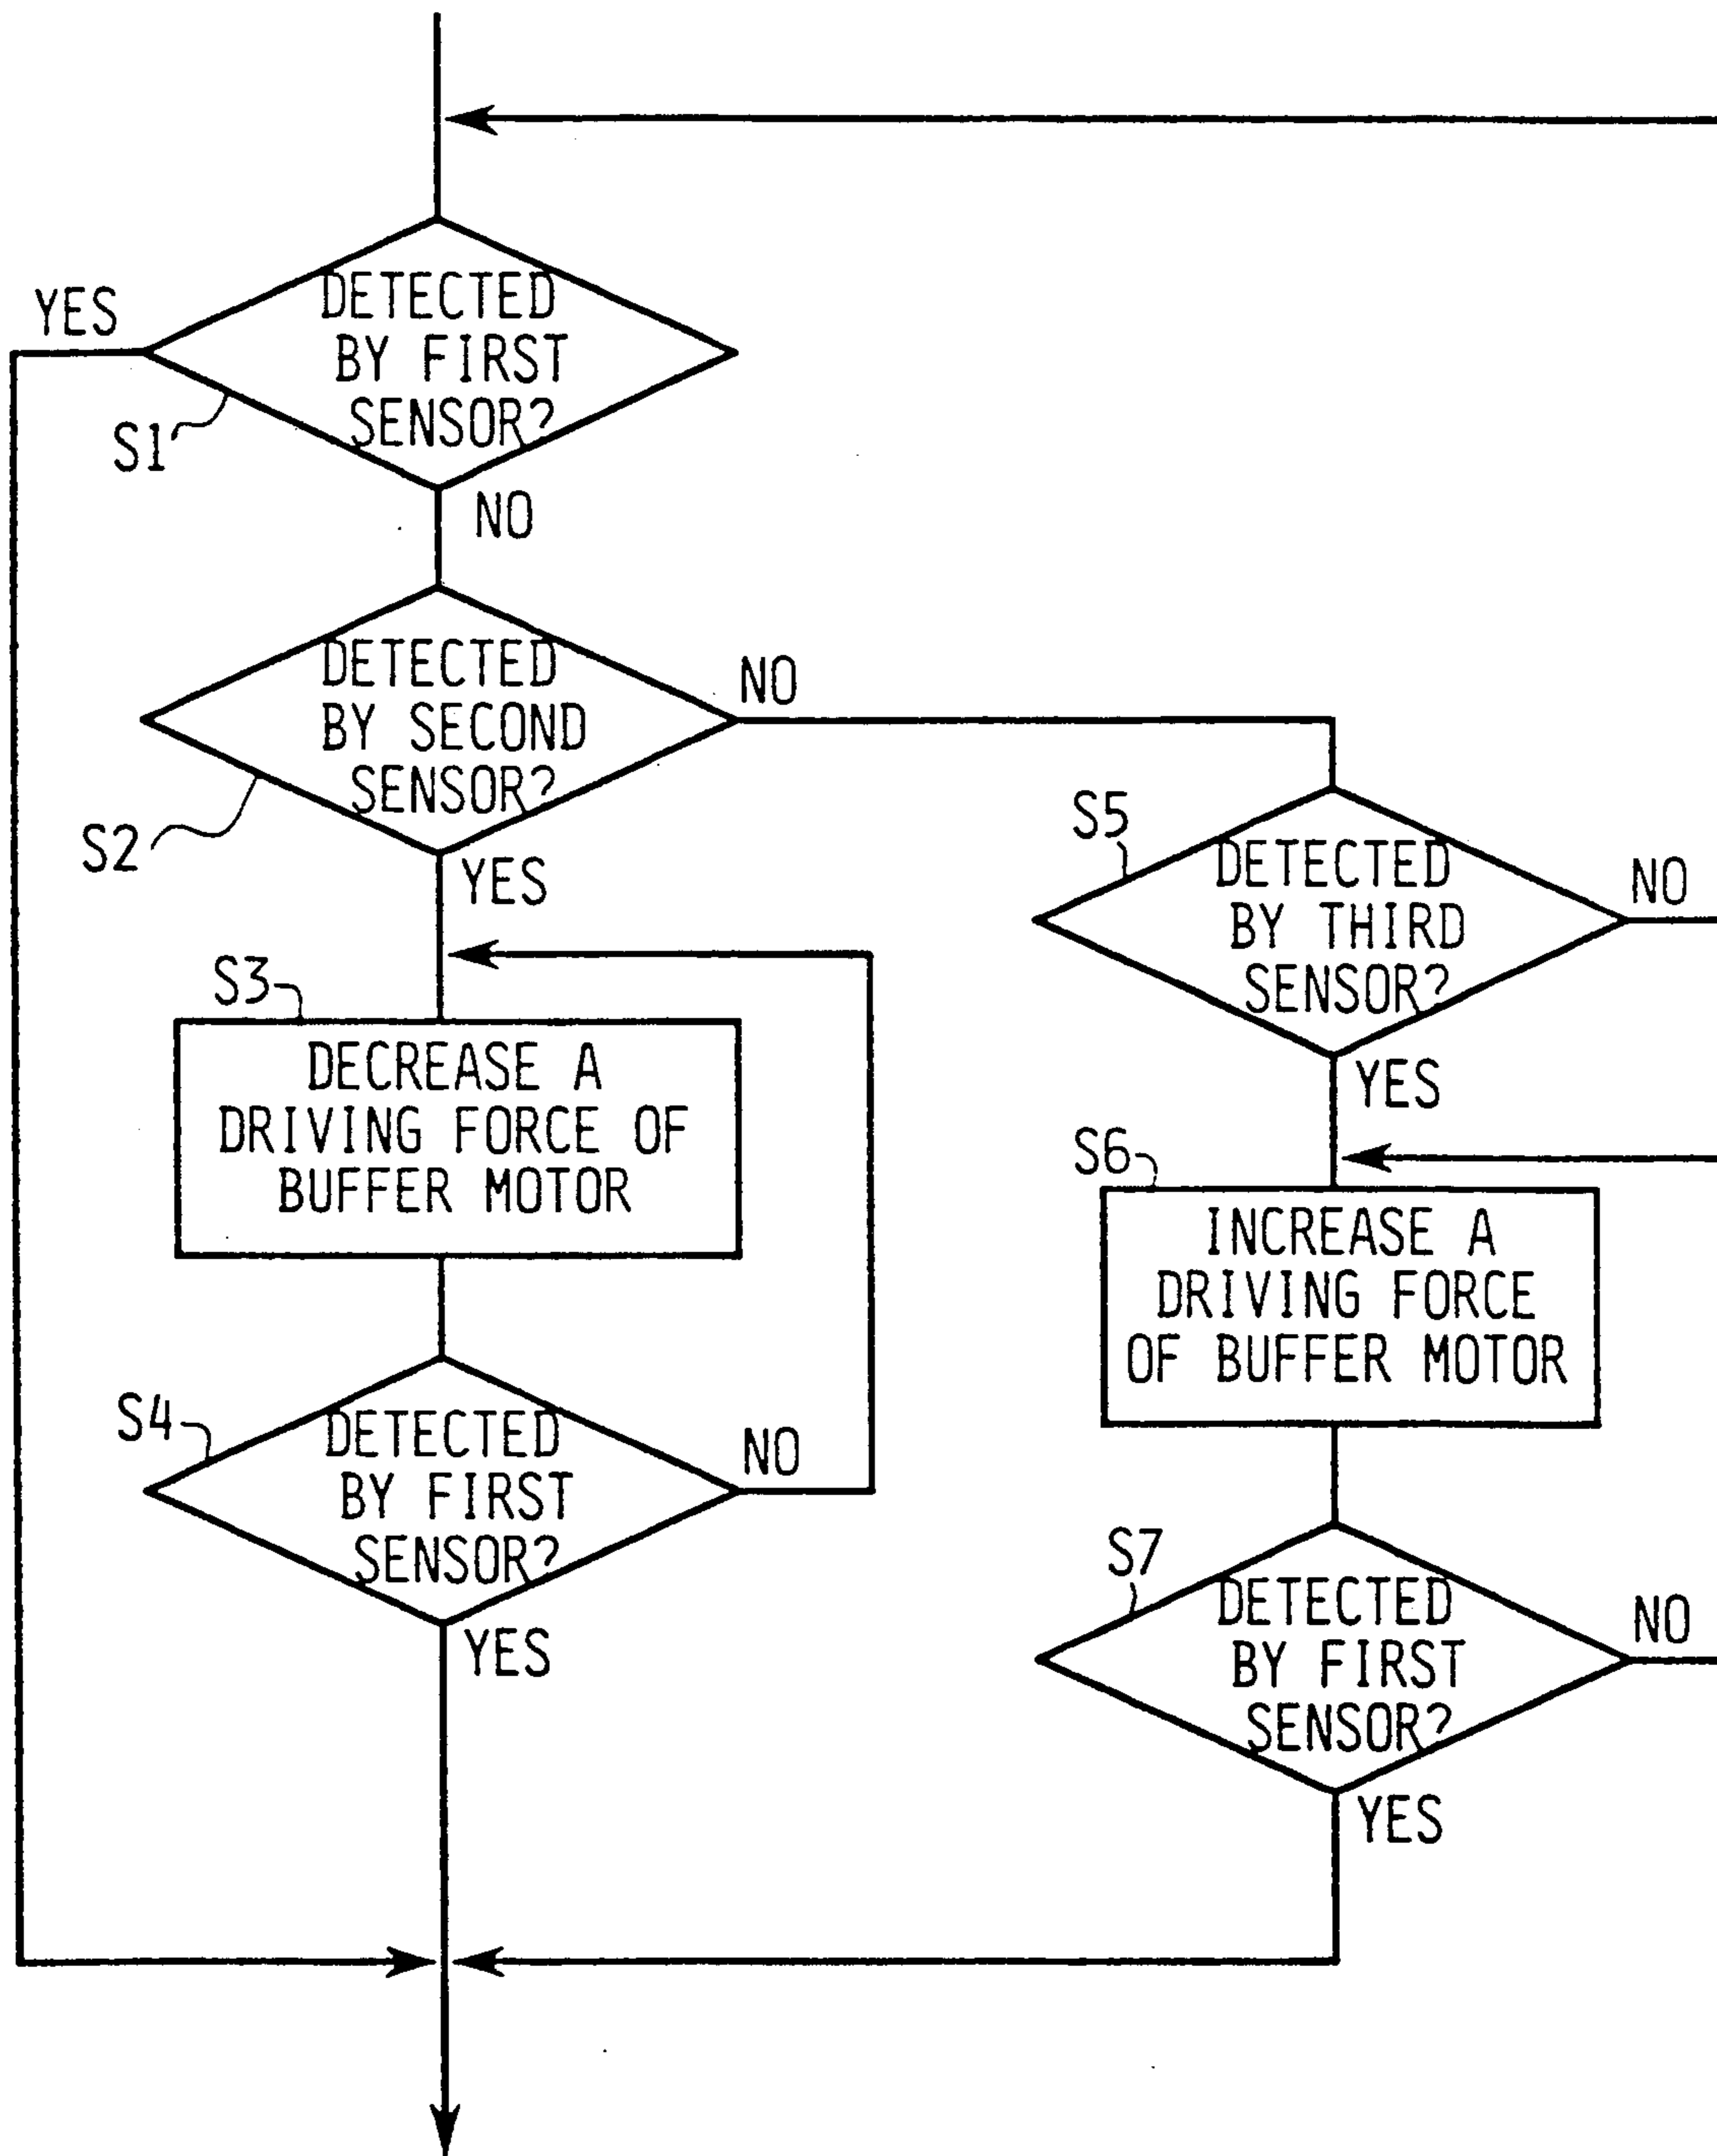 YES
DETECTED
BY FIRST
SENSOR?
S1
NO
DETECTED
BY SECOND
SENSOR?
NO
S2
YES
S3
DECREASE A
DRIVING FORCE OF
BUFFER MOTOR
S4
DETECTED
BY FIRST
SENSOR?
NO
YES
S5
DETECTED
BY THIRD
SENSOR?
NO
YES
S6
INCREASE A
DRIVING FORCE
OF BUFFER MOTOR
S7
DETECTED
BY FIRST
SENSOR?
NO
YES